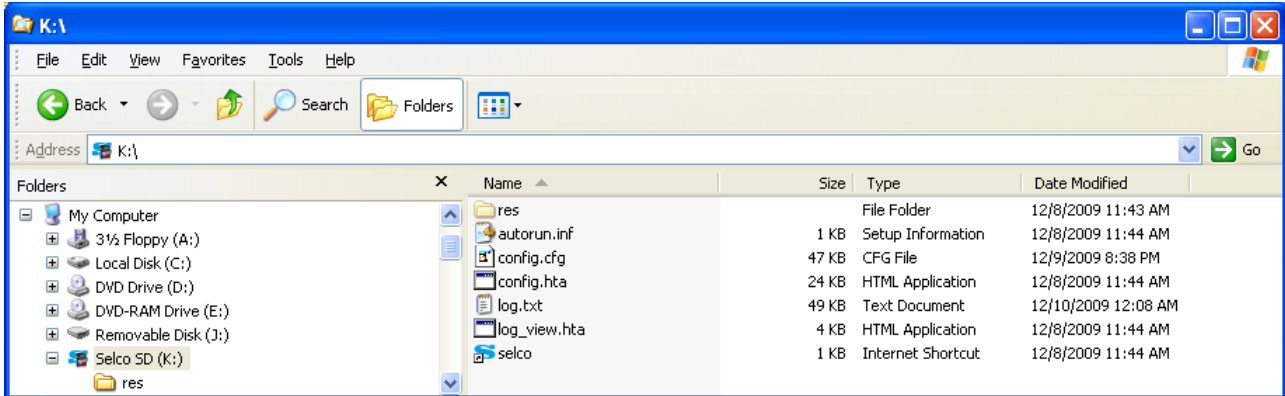 K:\
File Edit View Favorites Tools Help
Back Search Folders
Address K:\ Go
Folders × Name Size Type Date Modified
My Computer res File Folder 12/8/2009 11:43 AM
3½ Floppy (A:) autorun.inf 1 KB Setup Information 12/8/2009 11:44 AM
Local Disk (C:) config.cfg 47 KB CFG File 12/9/2009 8:38 PM
DVD Drive (D:) config.hta 24 KB HTML Application 12/8/2009 11:44 AM
DVD-RAM Drive (E:) log.txt 49 KB Text Document 12/10/2009 12:08 AM
Removable Disk (J:) log_view.hta 4 KB HTML Application 12/8/2009 11:44 AM
Selco SD (K:) selco 1 KB Internet Shortcut 12/8/2009 11:44 AM
res